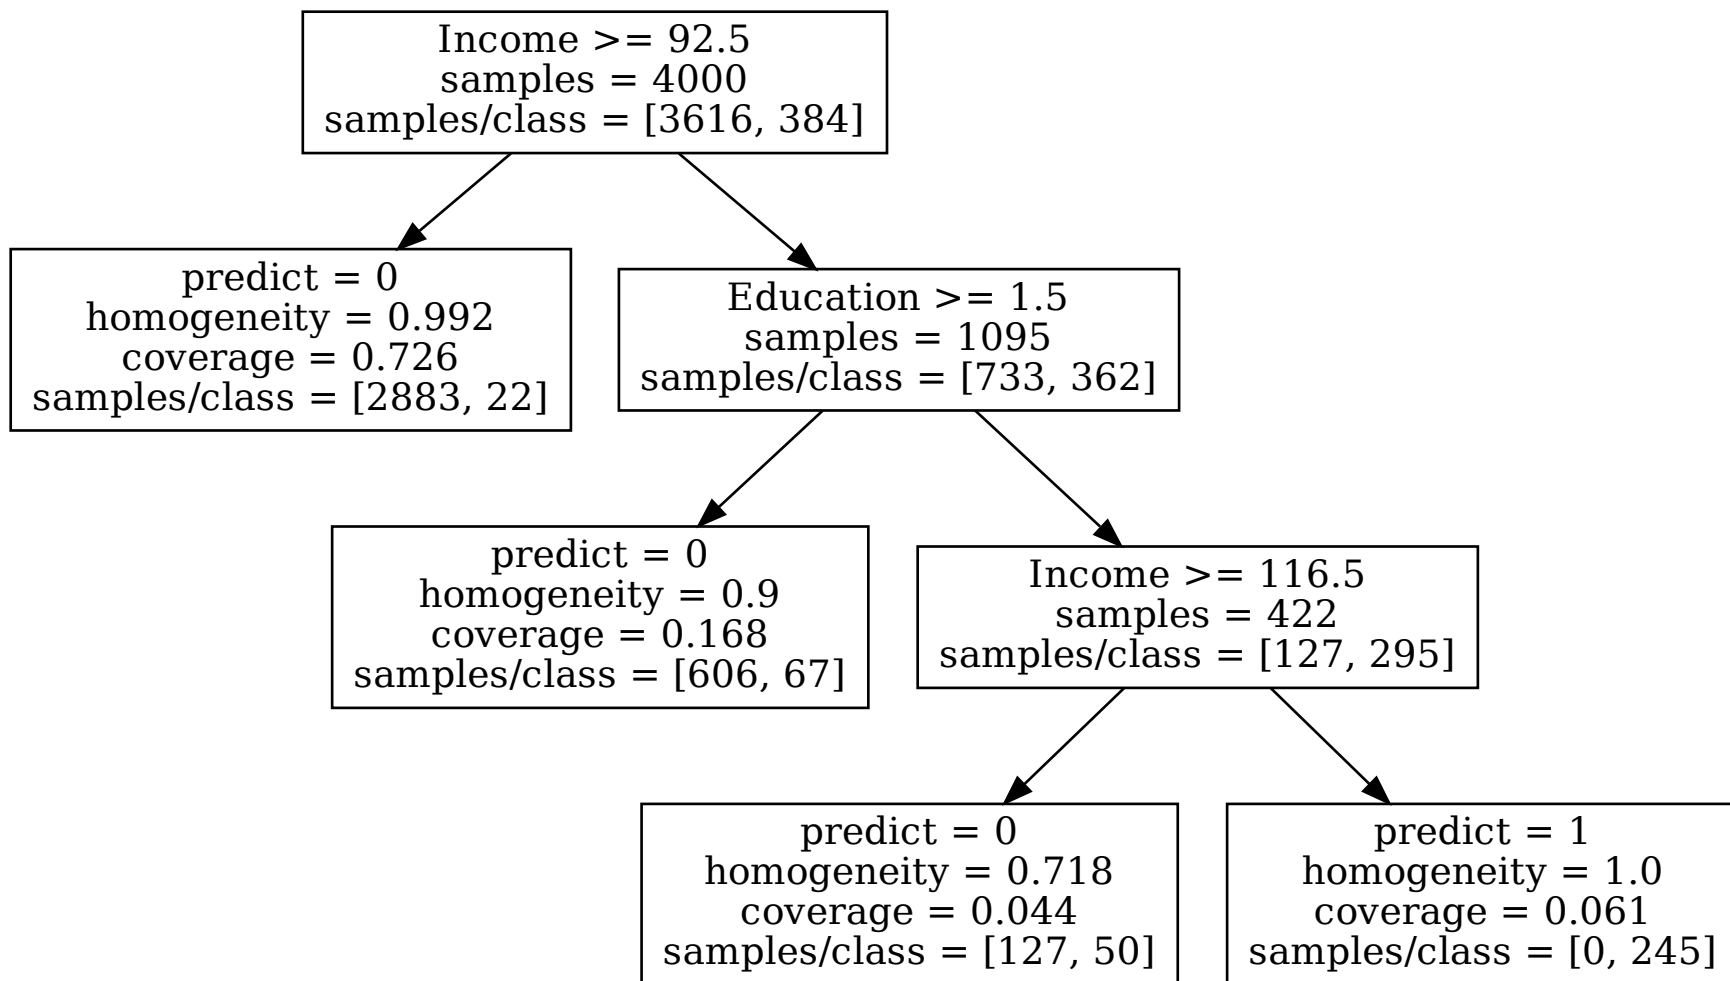 Income >= 92.5
samples = 4000
samples/class = [3616, 384]
predict = 0
homogeneity = 0.992
coverage = 0.726
samples/class = [2883, 22]
Education >= 1.5
samples = 1095
samples/class = [733, 362]
predict = 0
homogeneity = 0.9
coverage = 0.168
samples/class = [606, 67]
Income >= 116.5
samples = 422
samples/class = [127, 295]
predict = 0
homogeneity = 0.718
coverage = 0.044
samples/class = [127, 50]
predict = 1
homogeneity = 1.0
coverage = 0.061
samples/class = [0, 245]